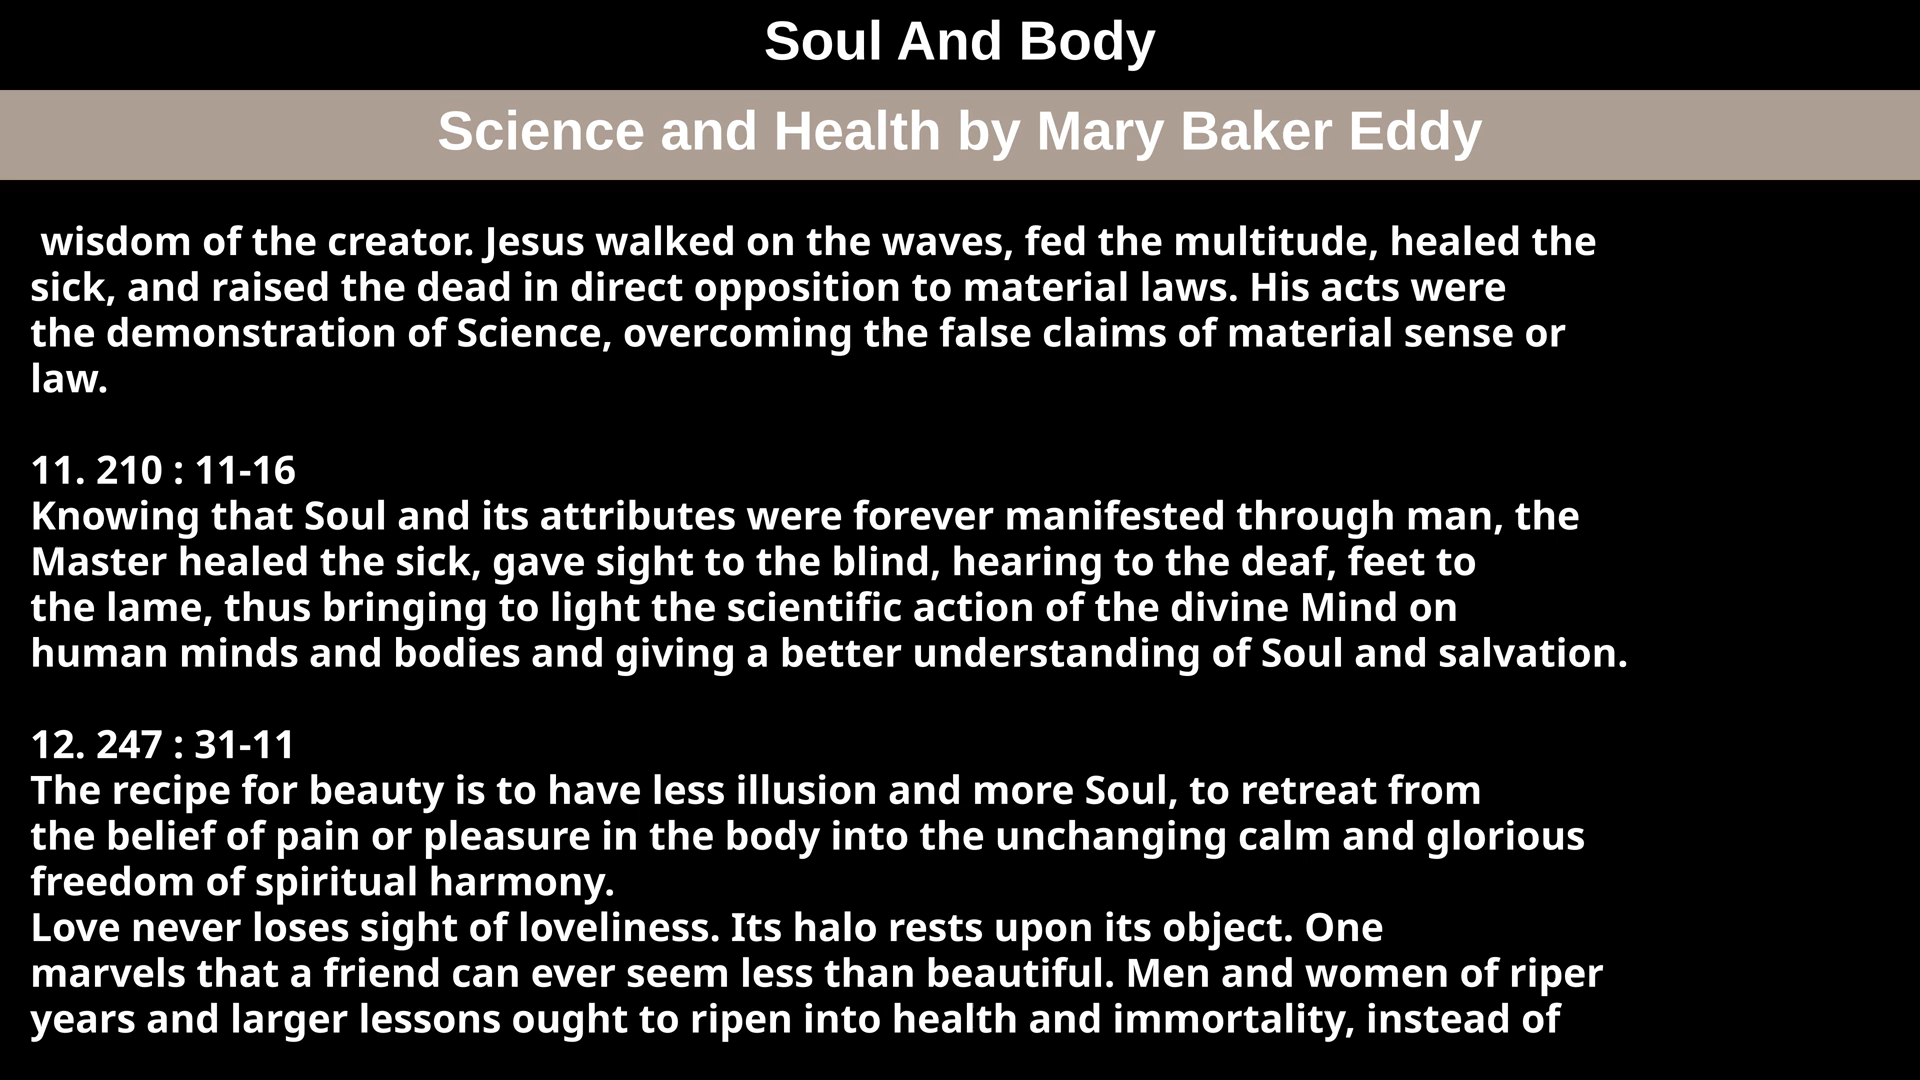 Soul And Body
Science and Health by Mary Baker Eddy
wisdom of the creator. Jesus walked on the waves, fed the multitude, healed the
sick, and raised the dead in direct opposition to material laws. His acts were
the demonstration of Science, overcoming the false claims of material sense or
law.
11. 210 : 11-16
Knowing that Soul and its attributes were forever manifested through man, the
Master healed the sick, gave sight to the blind, hearing to the deaf, feet to
the lame, thus bringing to light the scientific action of the divine Mind on
human minds and bodies and giving a better understanding of Soul and salvation.
12. 247 : 31-11
The recipe for beauty is to have less illusion and more Soul, to retreat from
the belief of pain or pleasure in the body into the unchanging calm and glorious
freedom of spiritual harmony.
Love never loses sight of loveliness. Its halo rests upon its object. One
marvels that a friend can ever seem less than beautiful. Men and women of riper
years and larger lessons ought to ripen into health and immortality, instead of